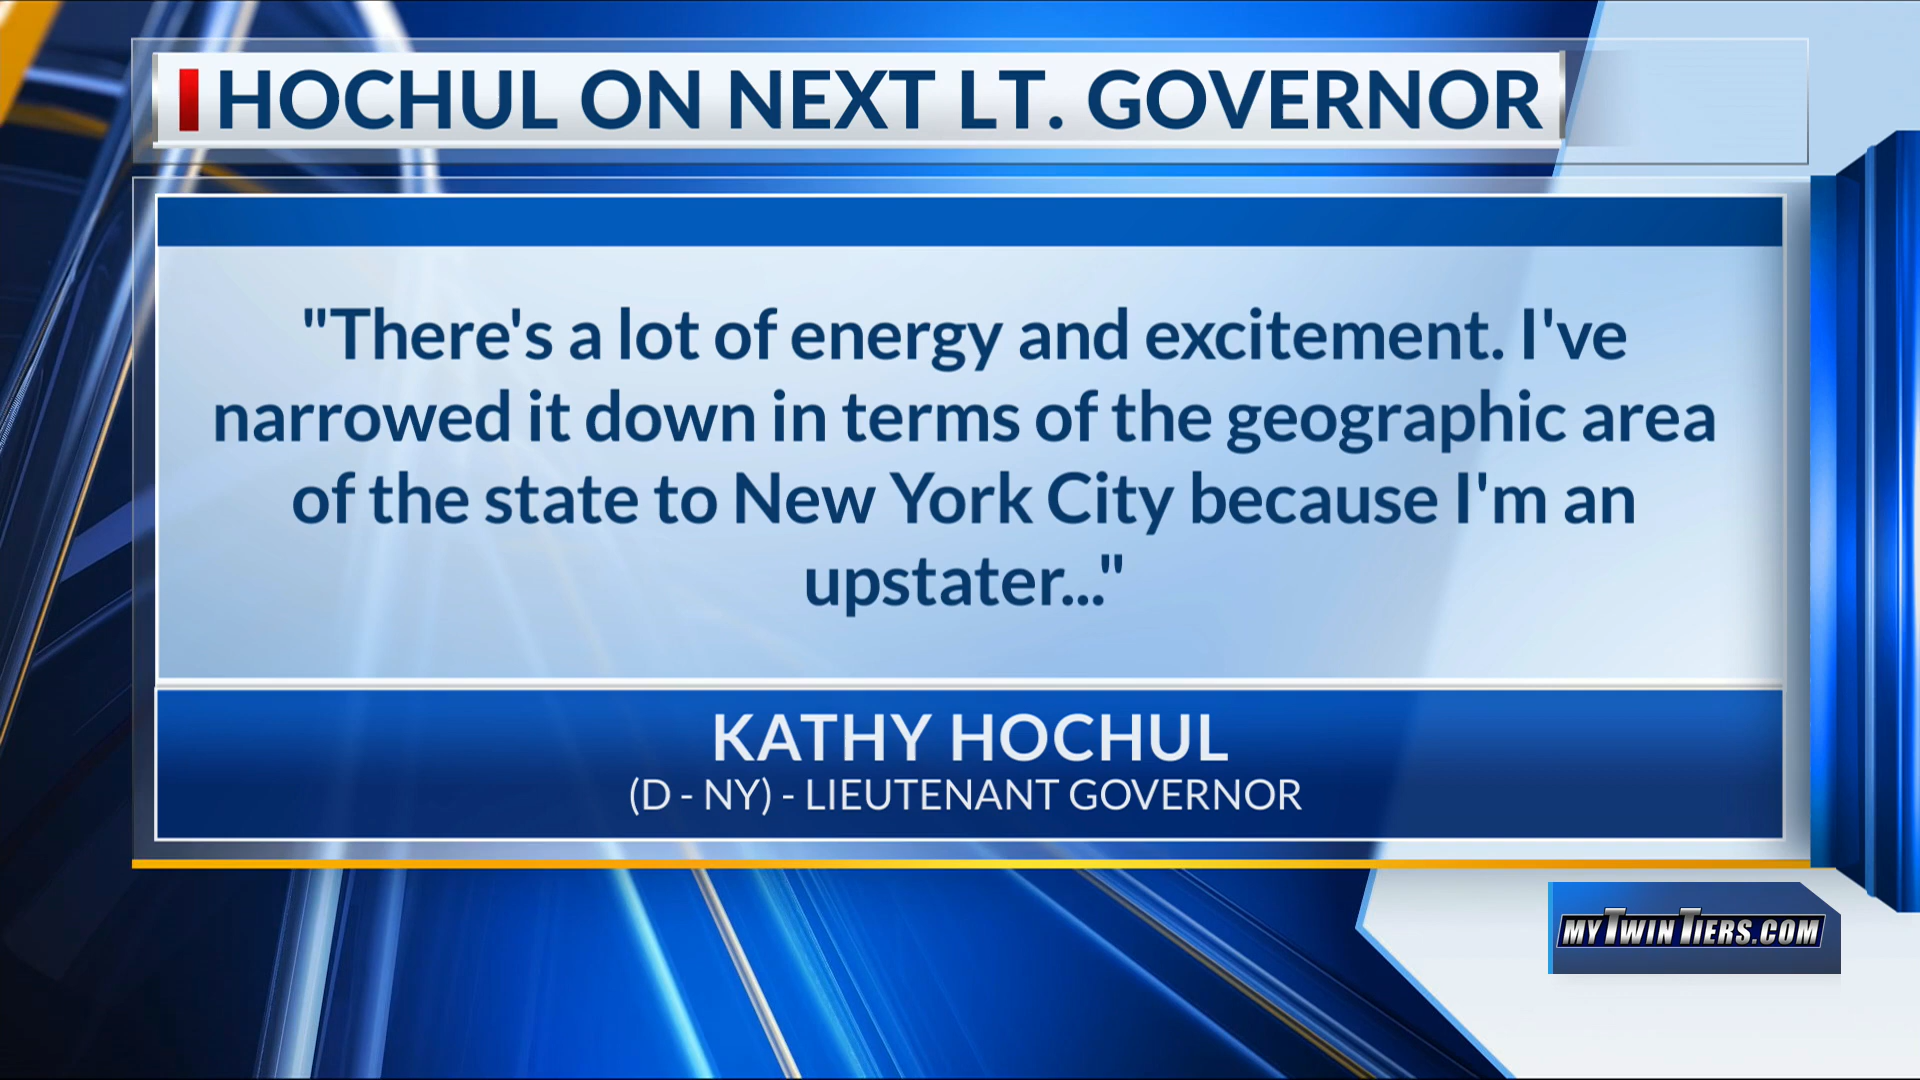 HOCHUL ON NEXT LT. GOVERNOR
"There's a lot of energy and excitement. I've
narrowed it down in terms of the geographic area
of the state to New York City because I'm an
upstater..."
KATHY HOCHUL
(D - NY) - LIEUTENANT GOVERNOR
MYTWINTIERS.COM